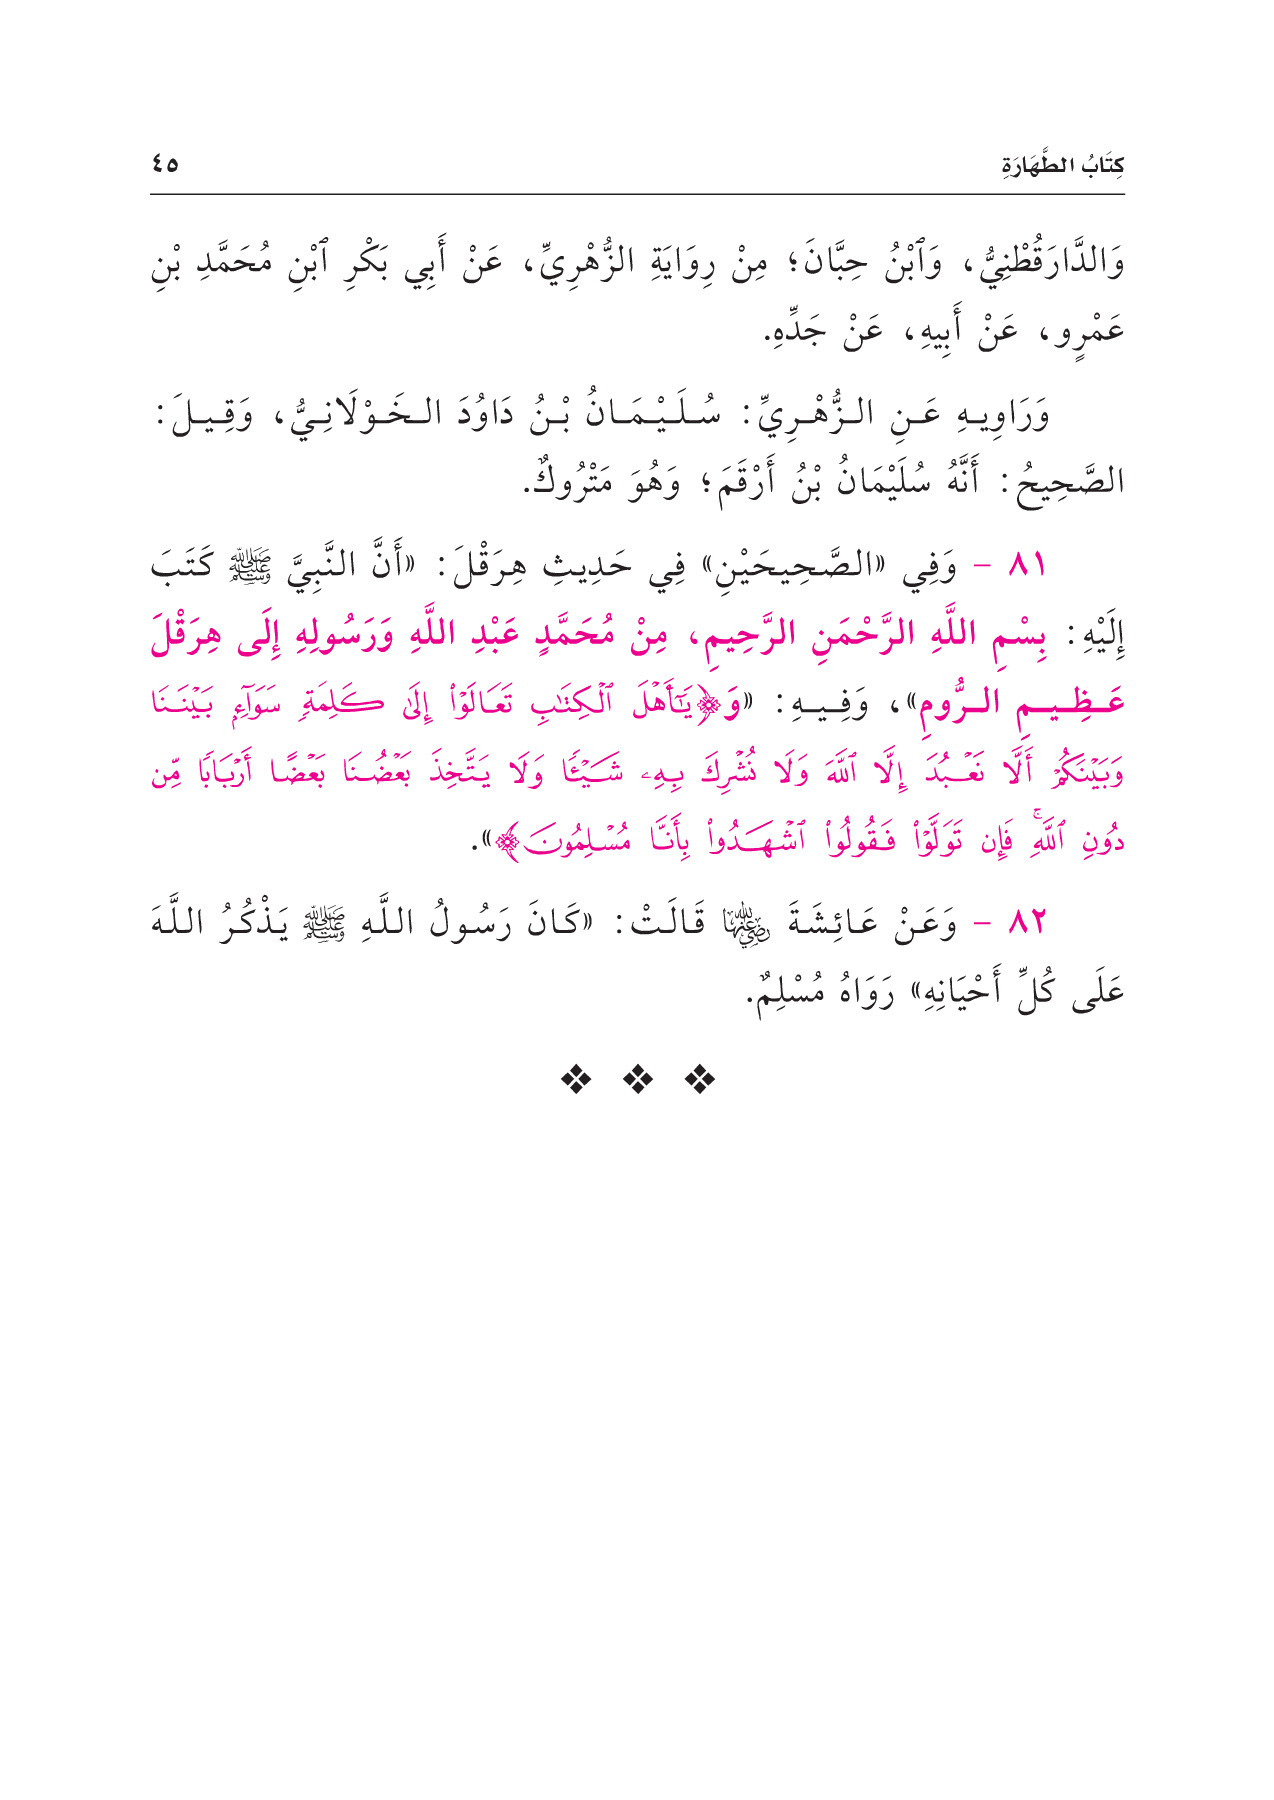 كِتَابُ الطَّهَارَةِ ٤٥
وَالدَّارَقُطْنِيُّ، وَٱبْنُ حِبَّانَ؛ مِنْ رِوَايَةِ الزُّهْرِيِّ، عَنْ أَبِي بَكْرِ ٱبْنِ مُحَمَّدِ بْنِ
عَمْرٍو، عَنْ أَبِيهِ، عَنْ جَدِّهِ.
وَرَاوِيهِ عَنِ الزُّهْرِيِّ: سُلَيْمَانُ بْنُ دَاوُدَ الخَوْلَانِيُّ، وَقِيلَ:
الصَّحِيحُ: أَنَّهُ سُلَيْمَانُ بْنُ أَرْقَمَ؛ وَهُوَ مَتْرُوكٌ.
٨١ - وَفِي «الصَّحِيحَيْنِ» فِي حَدِيثِ هِرَقْلَ: «أَنَّ النَّبِيَّ ﷺ كَتَبَ
إِلَيْهِ: بِسْمِ اللَّهِ الرَّحْمَنِ الرَّحِيمِ، مِنْ مُحَمَّدٍ عَبْدِ اللَّهِ وَرَسُولِهِ إِلَى هِرَقْلَ
عَظِيمِ الرُّومِ»، وَفِيهِ: «وَ﴿يَٰٓأَهْلَ ٱلْكِتَٰبِ تَعَالَوْا۟ إِلَىٰ كَلِمَةٍ سَوَآءٍ بَيْنَنَا
وَبَيْنَكُمْ أَلَّا نَعْبُدَ إِلَّا ٱللَّهَ وَلَا نُشْرِكَ بِهِۦ شَيْـًٔا وَلَا يَتَّخِذَ بَعْضُنَا بَعْضًا أَرْبَابًا مِّن
دُونِ ٱللَّهِۚ فَإِن تَوَلَّوْا۟ فَقُولُوا۟ ٱشْهَدُوا۟ بِأَنَّا مُسْلِمُونَ﴾».
٨٢ - وَعَنْ عَائِشَةَ رضي الله عنها قَالَتْ: «كَانَ رَسُولُ اللَّهِ ﷺ يَذْكُرُ اللَّهَ
عَلَى كُلِّ أَحْيَانِهِ» رَوَاهُ مُسْلِمٌ.